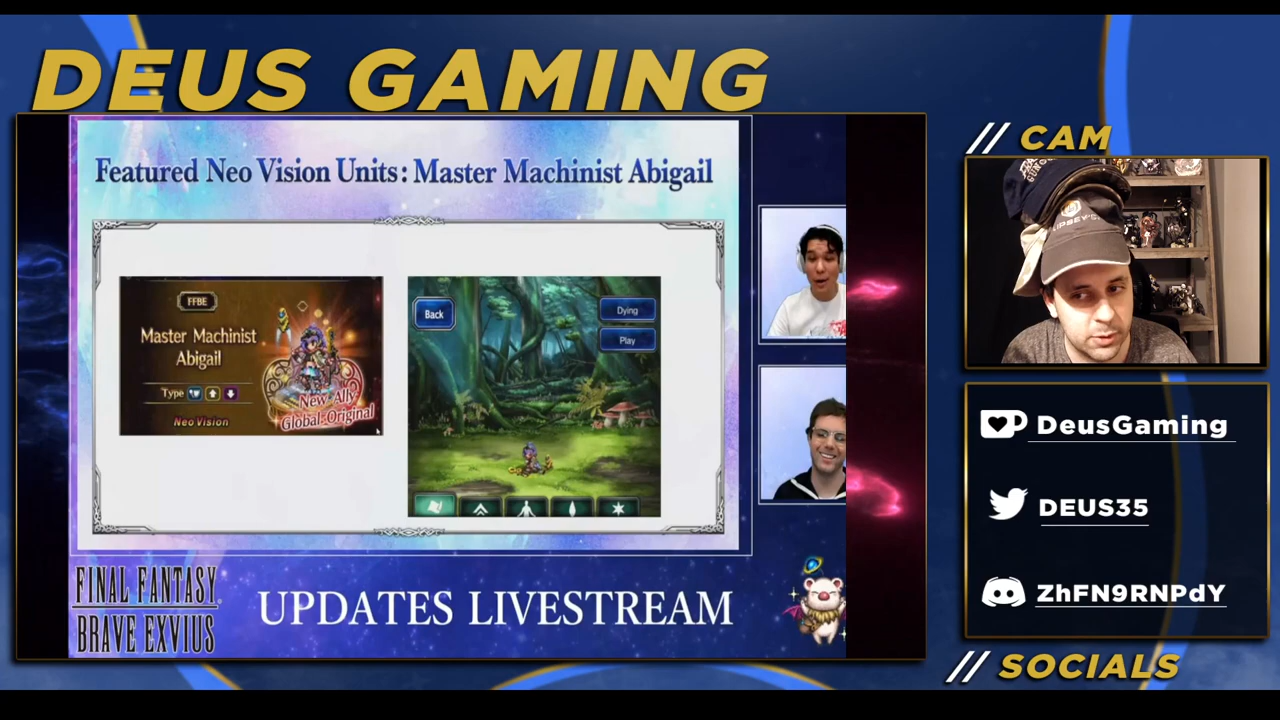 DEUS GAMING
Featured Neo Vision Units: Master Machinist Abigail
FFBE
Master Machinist
Abigail
Type
Neo Vision
New Ally
Global-Original
Back
Dying
Play
FINAL FANTASY
BRAVE EXVIUS
UPDATES LIVESTREAM
// CAM
DeusGaming
DEUS35
ZhFN9RNPdY
// SOCIALS